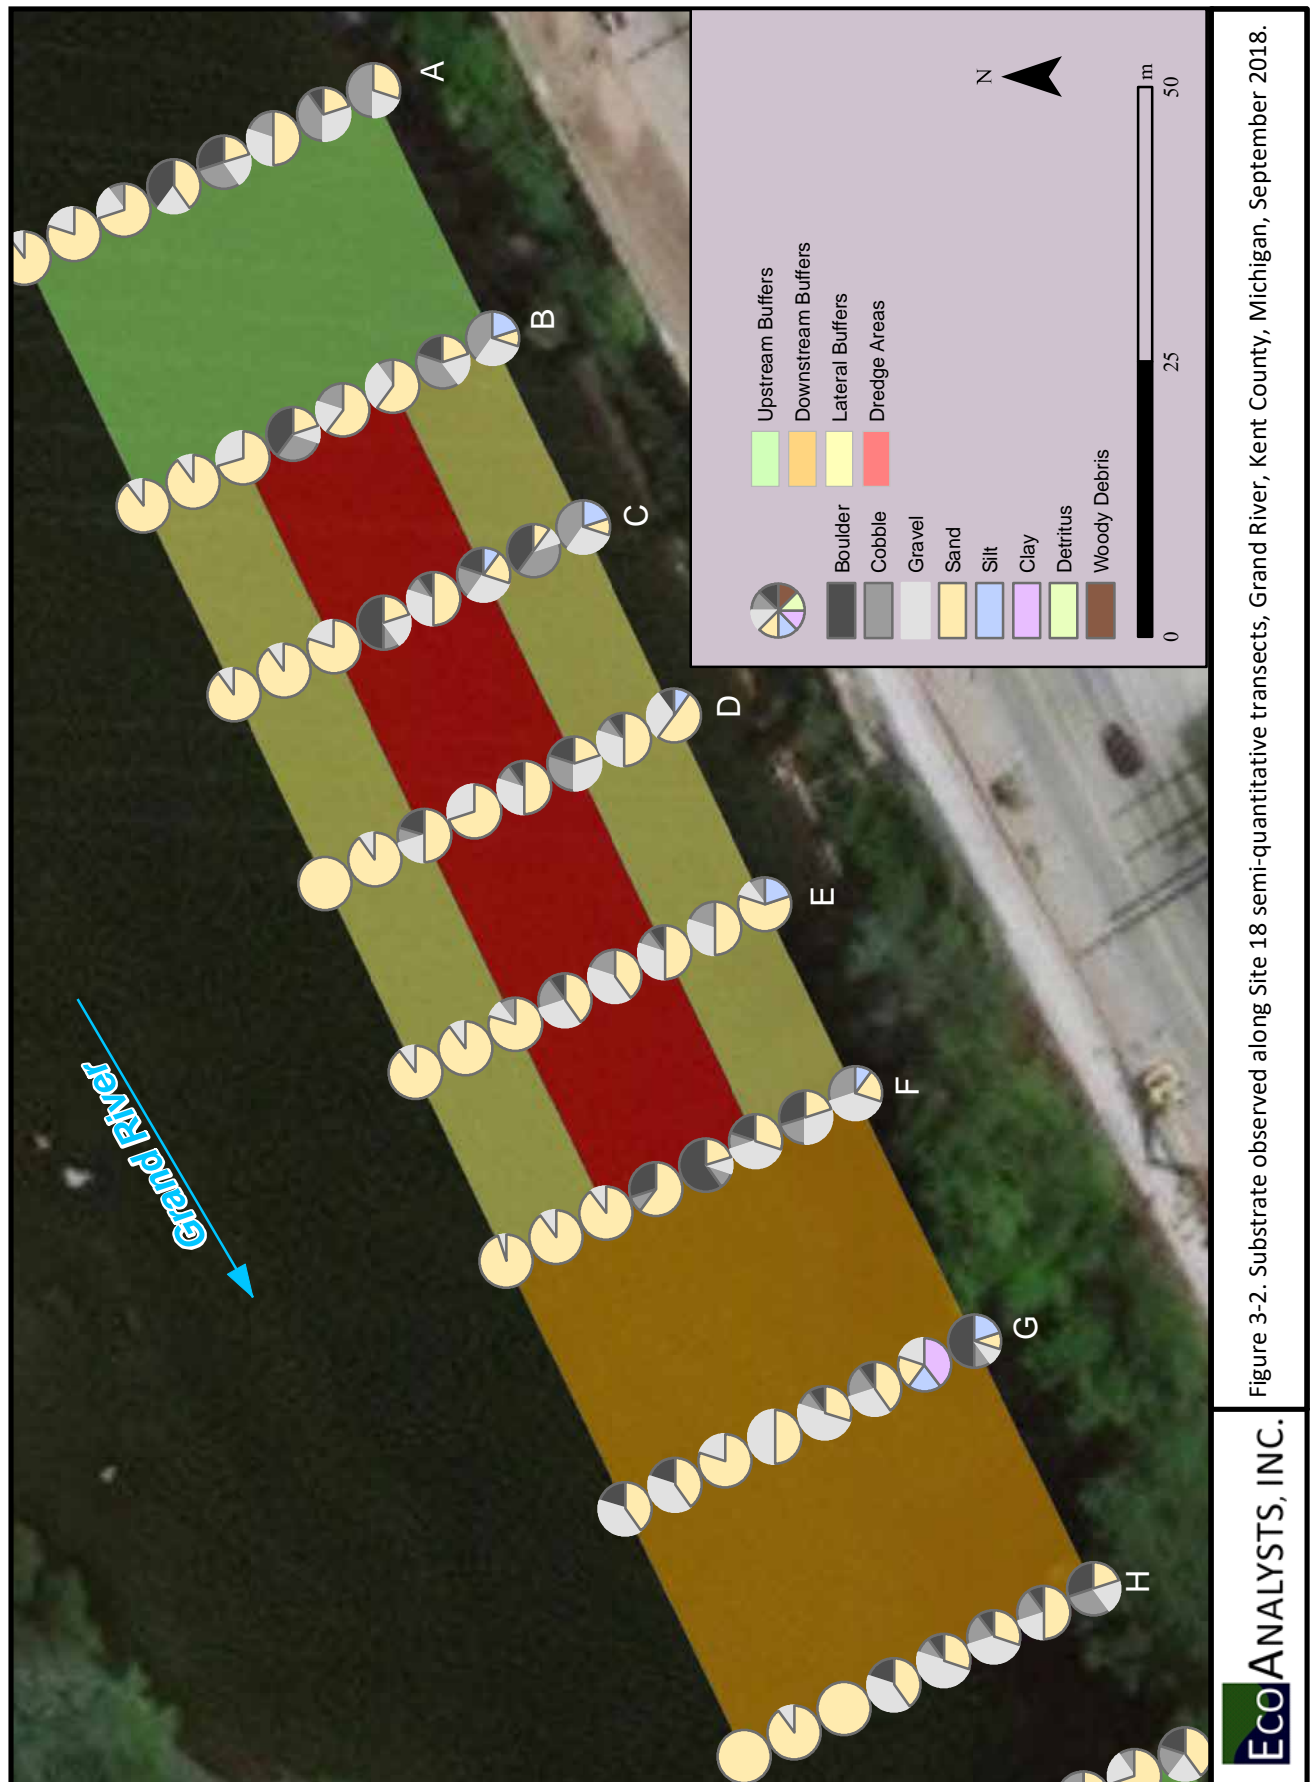 A
B
C
D
E
F
G
H
Grand River
Upstream Buffers
Downstream Buffers
Lateral Buffers
Dredge Areas
Boulder
Cobble
Gravel
Sand
Silt
Clay
Detritus
Woody Debris
N
0 25 50 m
ECOANALYSTS, INC.
Figure 3-2. Substrate observed along Site 18 semi-quantitative transects, Grand River, Kent County, Michigan, September 2018.